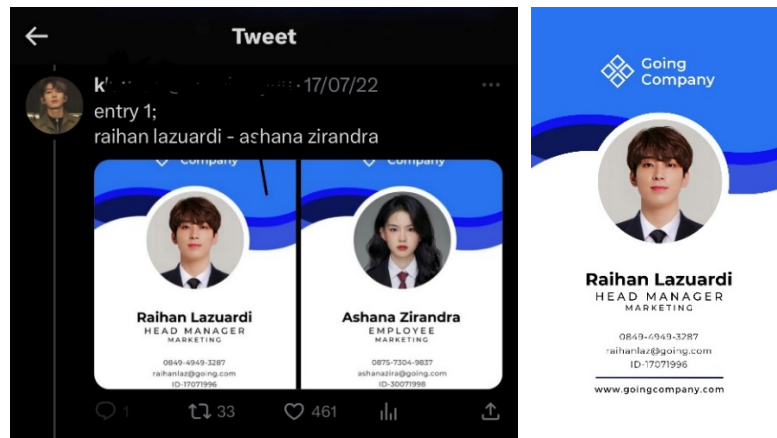 Tweet
17/07/22
entry 1;
raihan lazuardi - ashana zirandra
Company
Raihan Lazuardi
HEAD MANAGER
MARKETING
0849-4949-3287
raihanlaz@going.com
ID-17071996
Company
Ashana Zirandra
EMPLOYEE
MARKETING
0875-7304-9837
ashanazira@going.com
ID-30071998
1
33
461
Going
Company
Raihan Lazuardi
HEAD MANAGER
MARKETING
0849-4949-3287
raihanlaz@going.com
ID-17071996
www.goingcompany.com